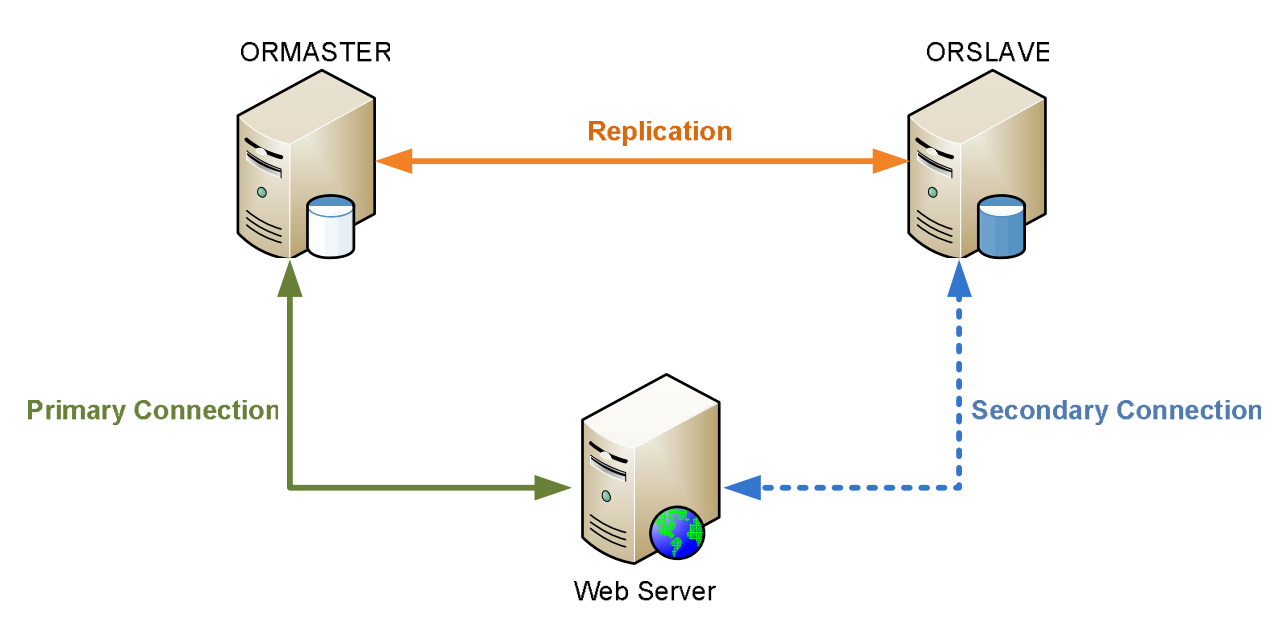 ORMASTER
ORSLAVE
Replication
Primary Connection
Secondary Connection
Web Server